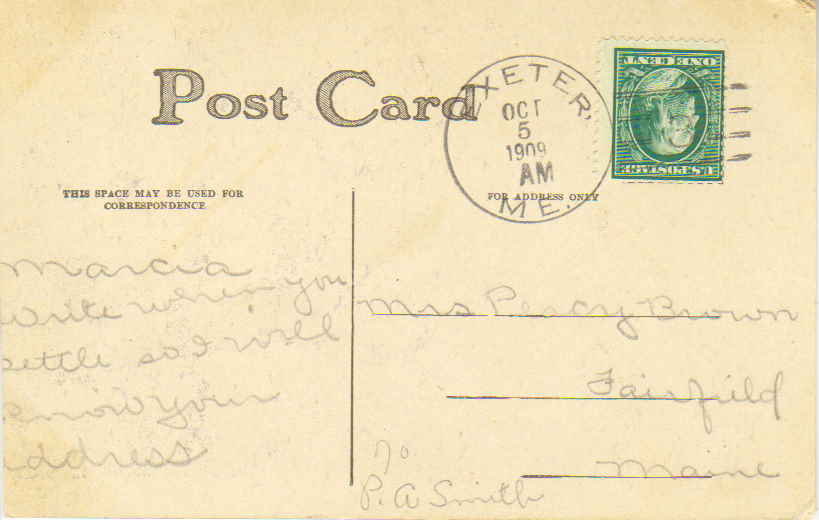 Post Card
EXETER,
OCT
5
1909
AM
ME.
ONE CENT
U.S.POSTAGE
THIS SPACE MAY BE USED FOR
CORRESPONDENCE
FOR ADDRESS ONLY
Marcia
write when you
settle so I will
know your
address
Mrs Percy Brown
Fairfield
Maine
%
P. A Smith